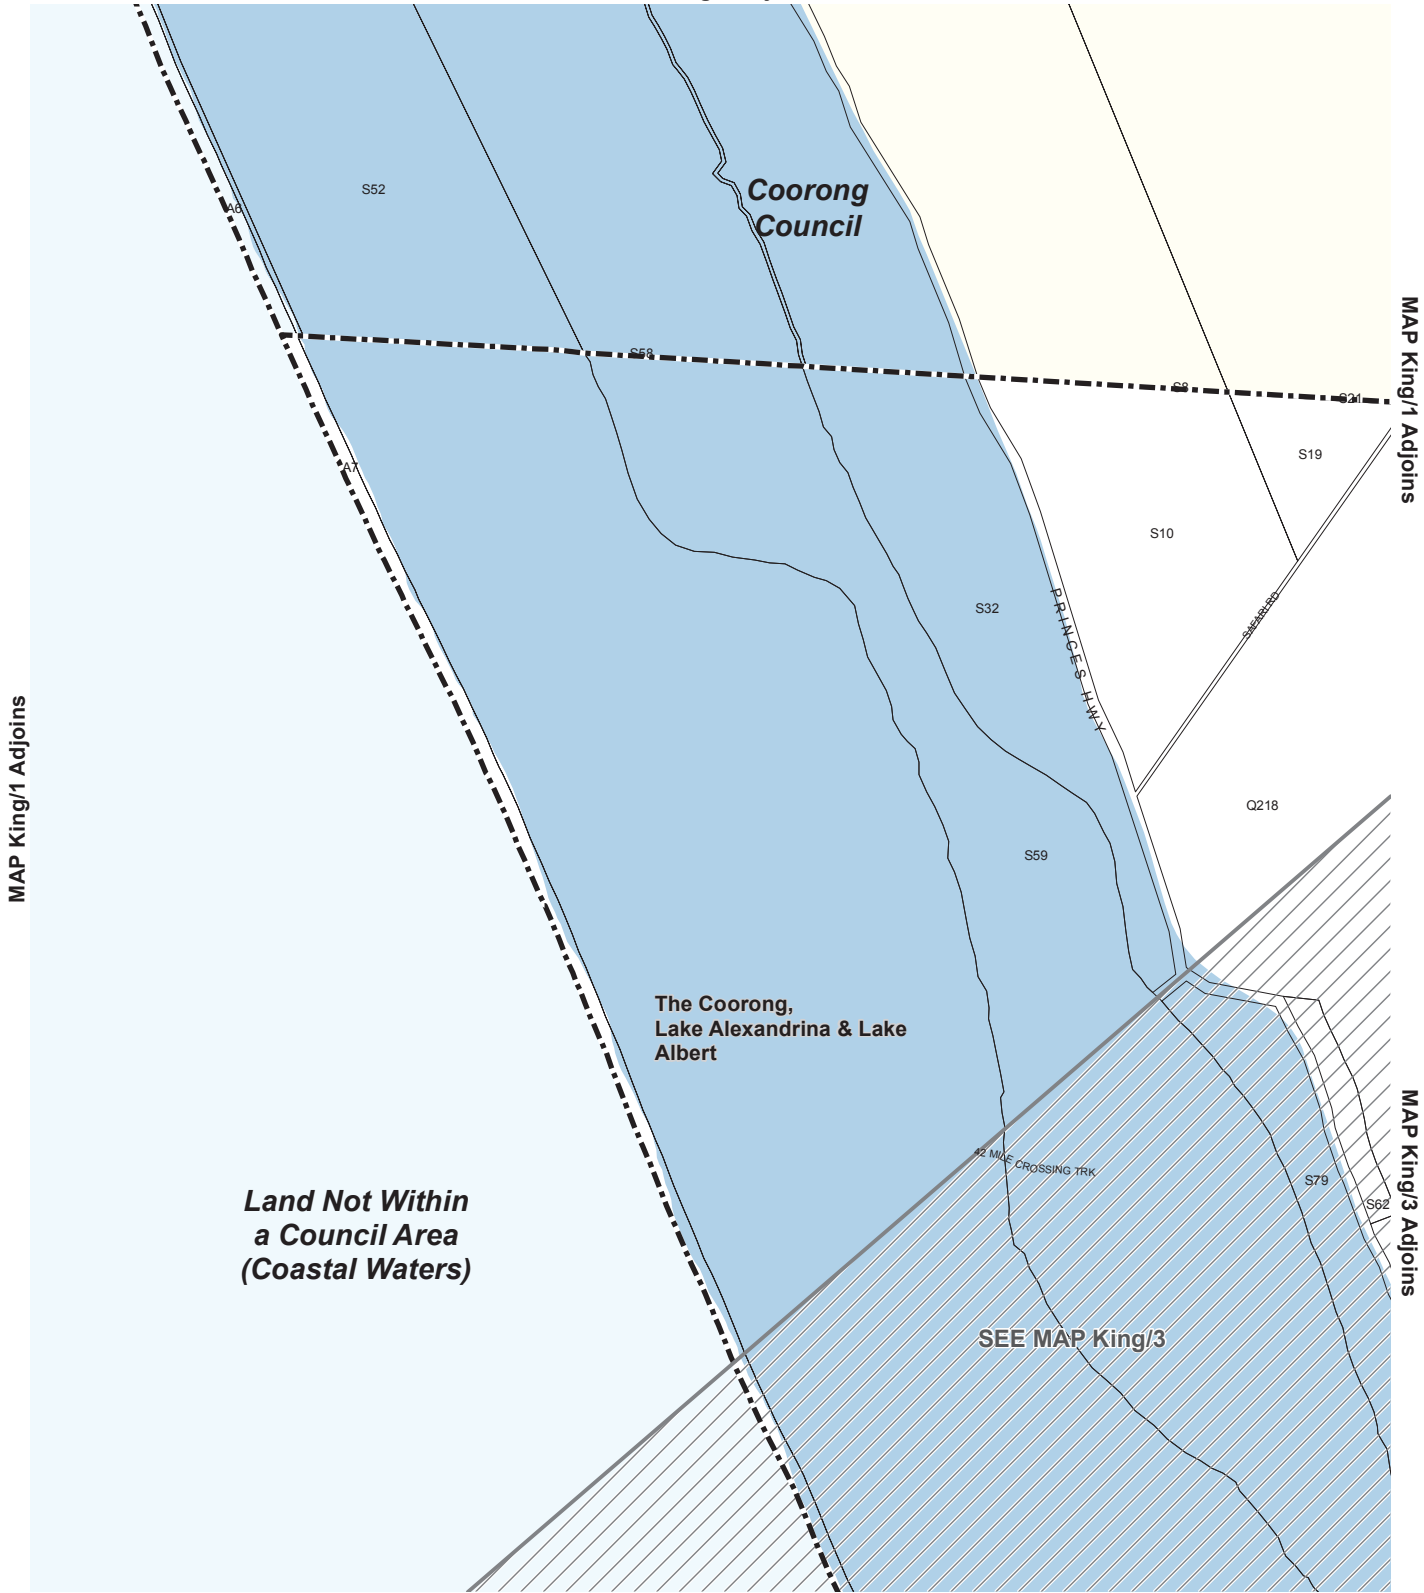 Coorong
Council
S52
A6
S58
S8
S21
MAP King/1 Adjoins
S19
A7
S10
S32
PRINCES HWY
SAFARI RD
MAP King/1 Adjoins
Q218
S59
The Coorong,
Lake Alexandrina & Lake
Albert
42 MILE CROSSING TRK
S79
S62
MAP King/3 Adjoins
Land Not Within
a Council Area
(Coastal Waters)
SEE MAP King/3